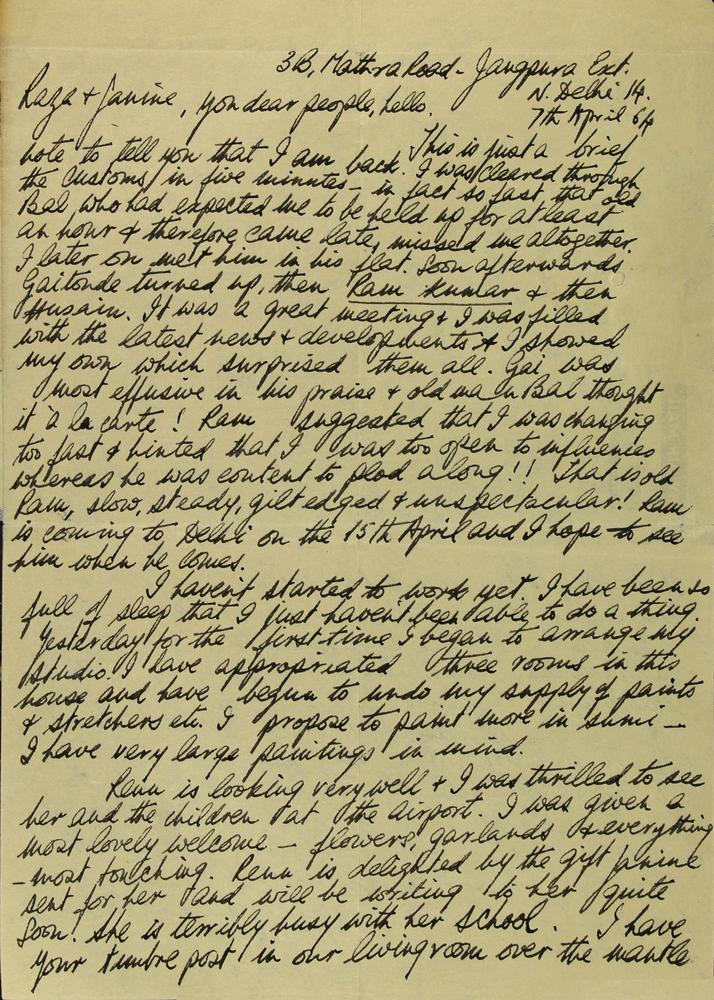 3B, Mathra Road - Jangpura Ext.
N. Delhi 14.
7th April 64
Raza & Janine, you dear people, hello.
This is just a brief
note to tell you that I am back. I was cleared through
the customs in five minutes - in fact so fast that old
Bal, who had expected me to be held up for at least
an hour & therefore came late, missed me altogether.
I later on met him in his flat. Soon afterwards
Gaitonde turned up, then Ram Kumar & then
Husain. It was a great meeting & I was filled
with the latest news & developments & I showed
my own which surprised them all. Gai was
most effusive in his praise & old man Bal thought
it à la carte! Ram suggested that I was changing
too fast & hinted that I was too open to influences
whereas he was content to plod along!! That is old
Ram, slow, steady, gilt edged & unspectacular! Ram
is coming to Delhi on the 15th April and I hope to see
him when he comes.
I haven't started to work yet. I have been so
full of sleep that I just haven't been able to do a thing.
Yesterday for the first time I began to arrange my
studio. I have appropriated three rooms in this
house and have begun to undo my supply of paints
& stretchers etc. I propose to paint more in sumi -
I have very large paintings in mind.
Renu is looking very well & I was thrilled to see
her and the children at the airport. I was given a
most lovely welcome - flowers, garlands & everything
- most touching. Renu is delighted by the gift Janine
sent for her and will be writing to her quite
soon. She is terribly busy with her school. I have
your timbre post in our livingroom over the mantle